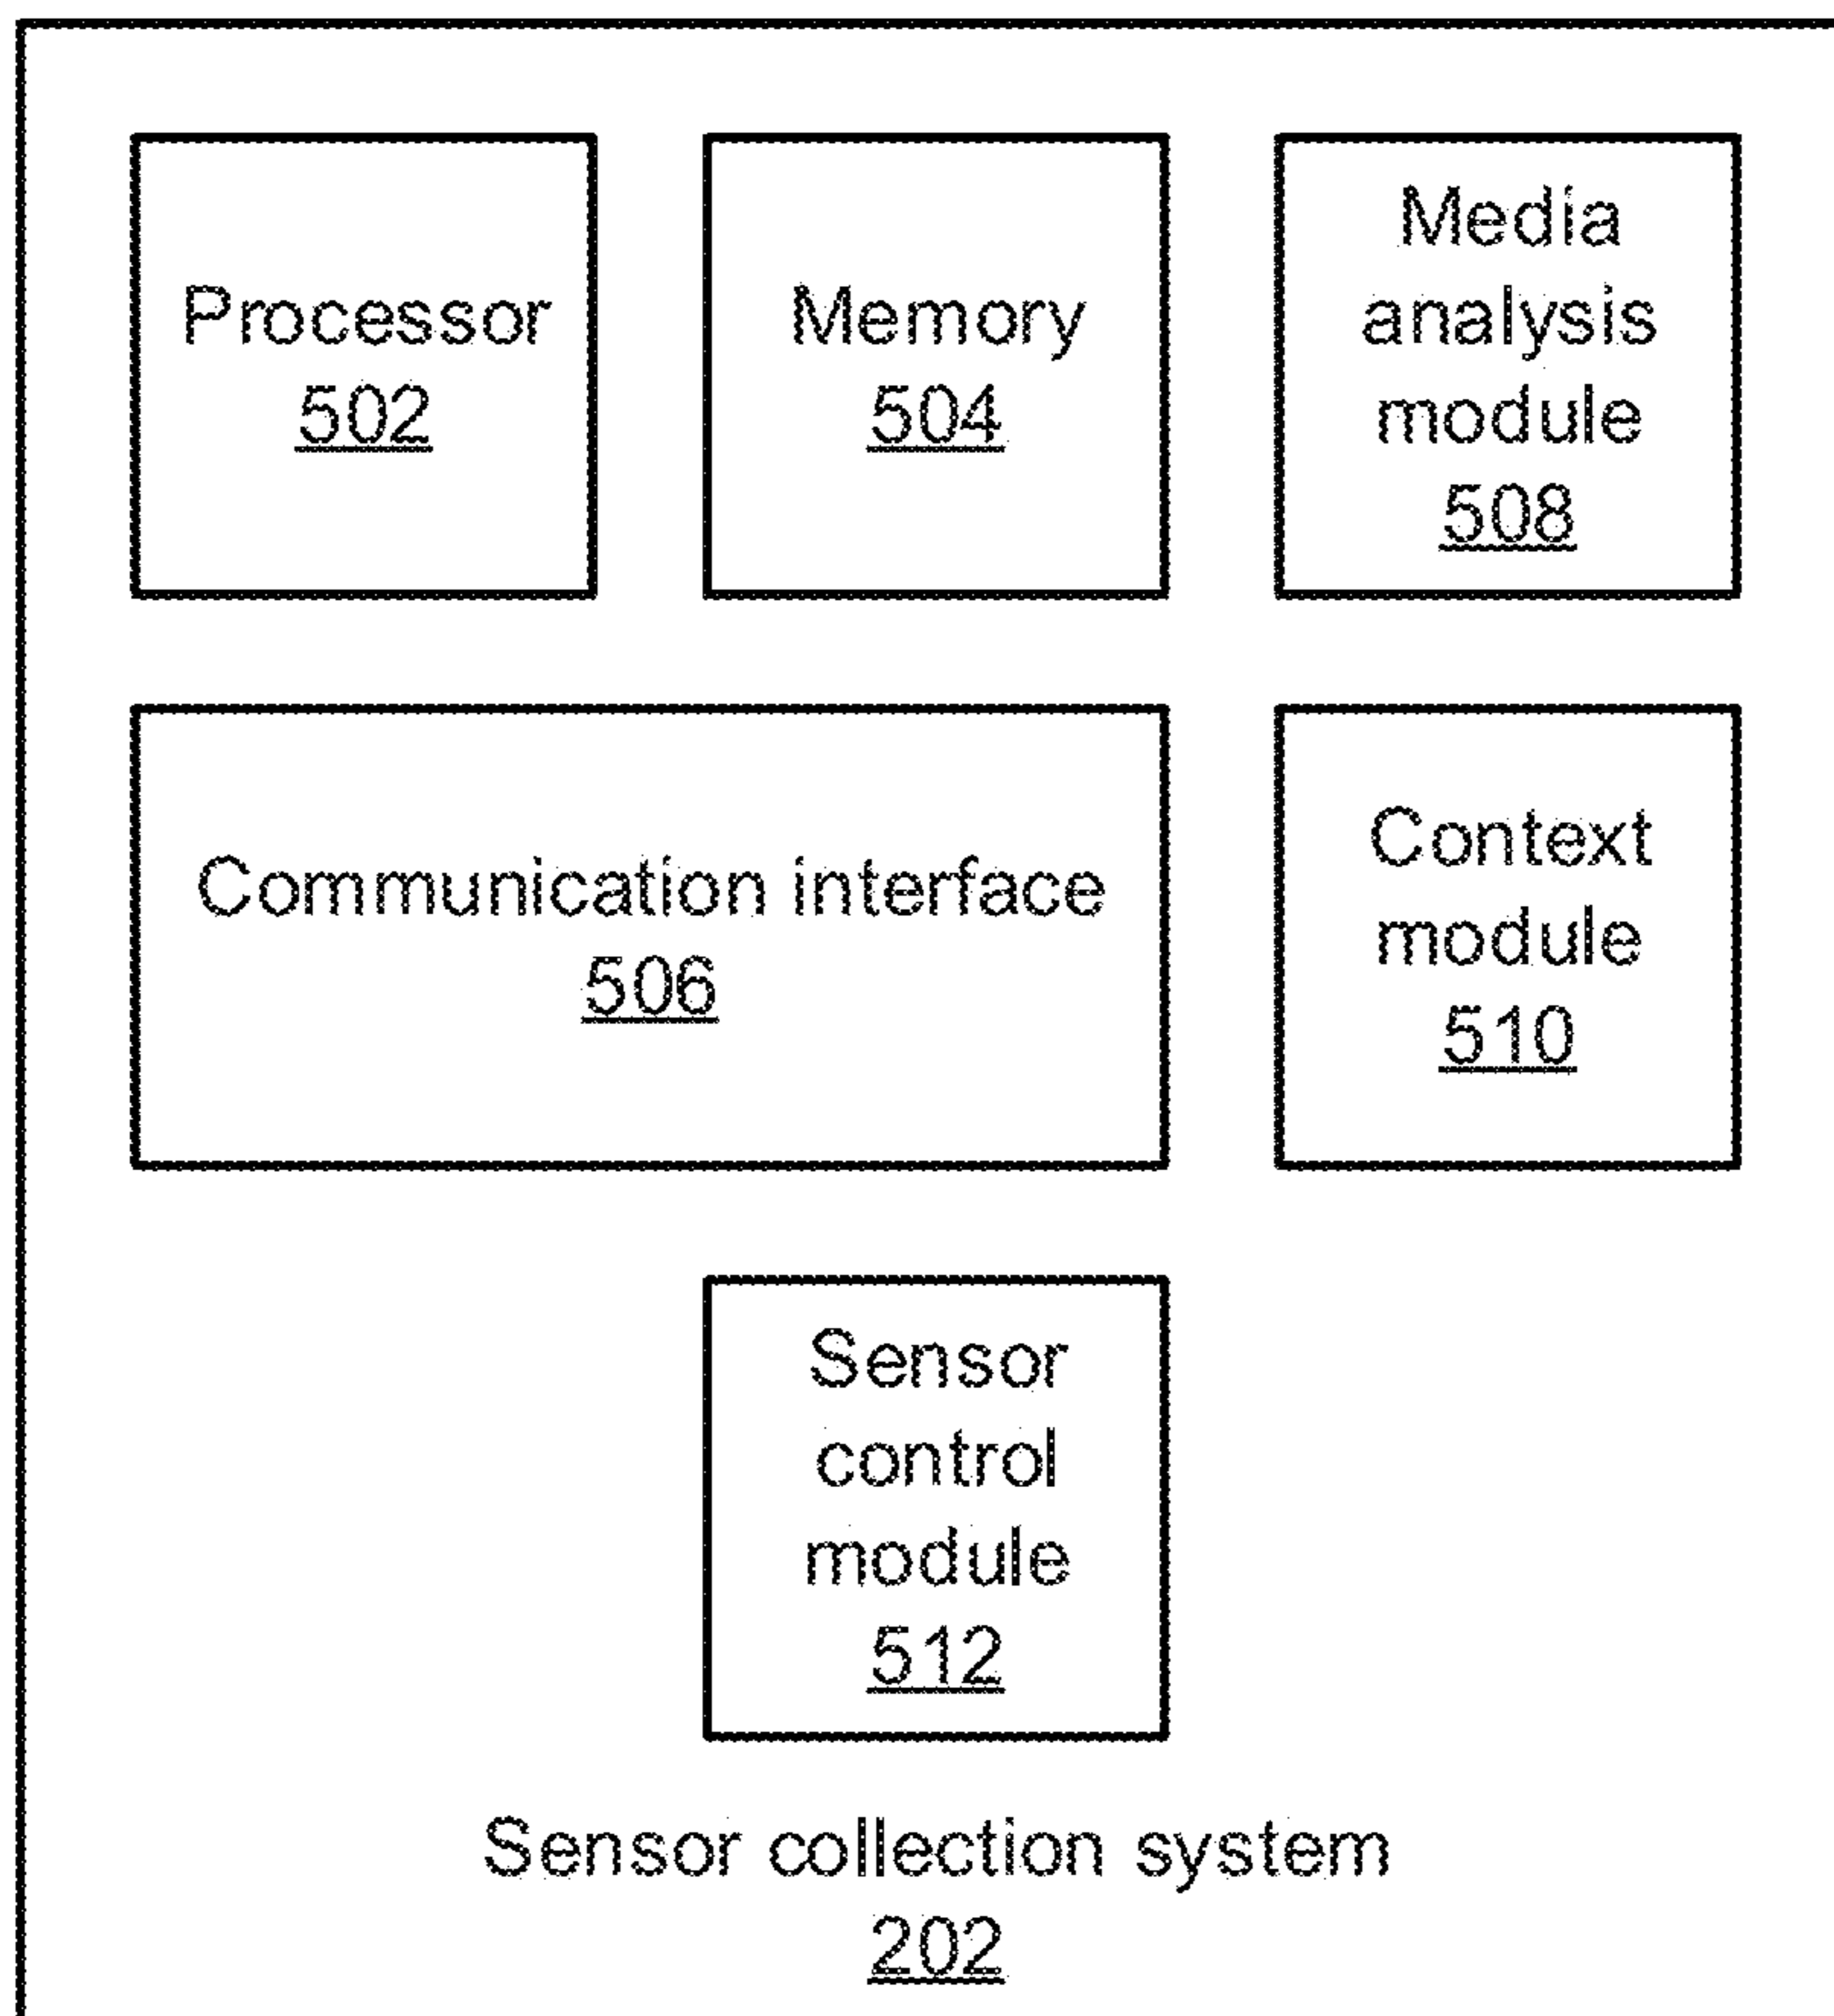 Processor
502
Memory
504
Media
analysis
module
508
Communication interface
506
Context
module
510
Sensor
control
module
512
Sensor collection system
202